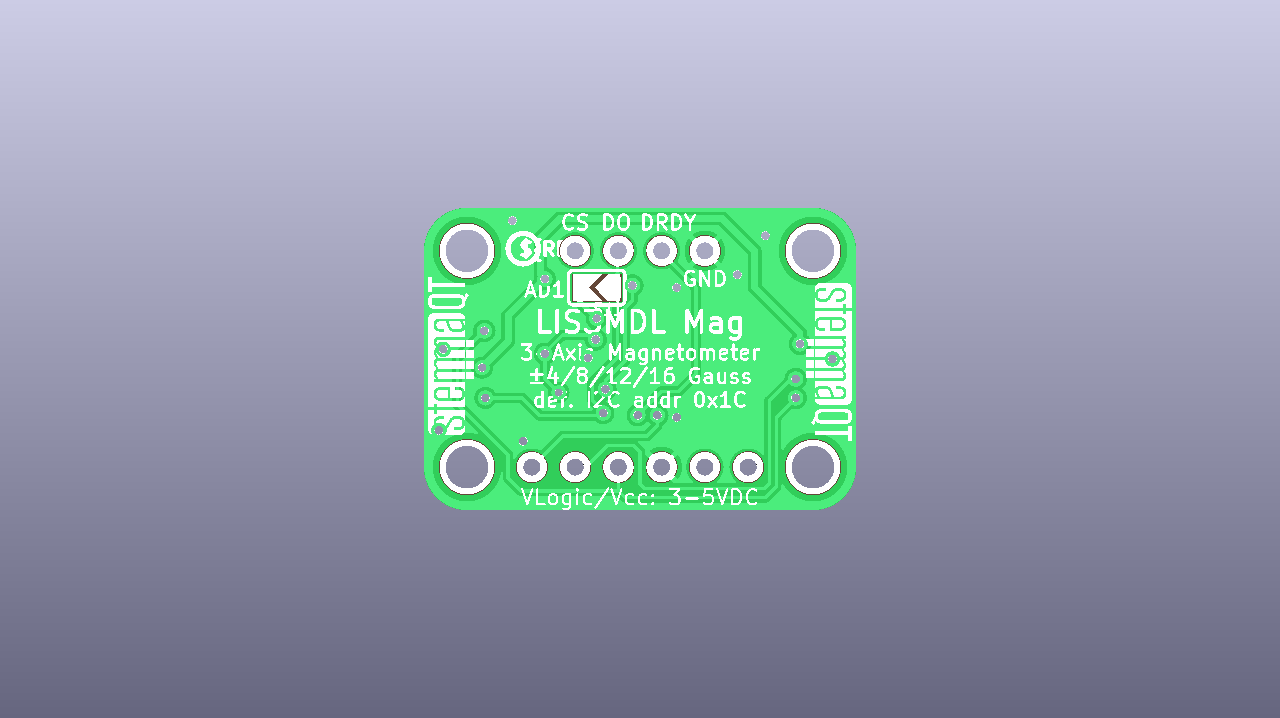 CS DO DRDY
GND
AD1
LIS3MDL Mag
3-Axis Magnetometer
±4/8/12/16 Gauss
def. I2C addr 0x1C
VLogic/Vcc: 3-5VDC
stemmaQT
stemmaQT